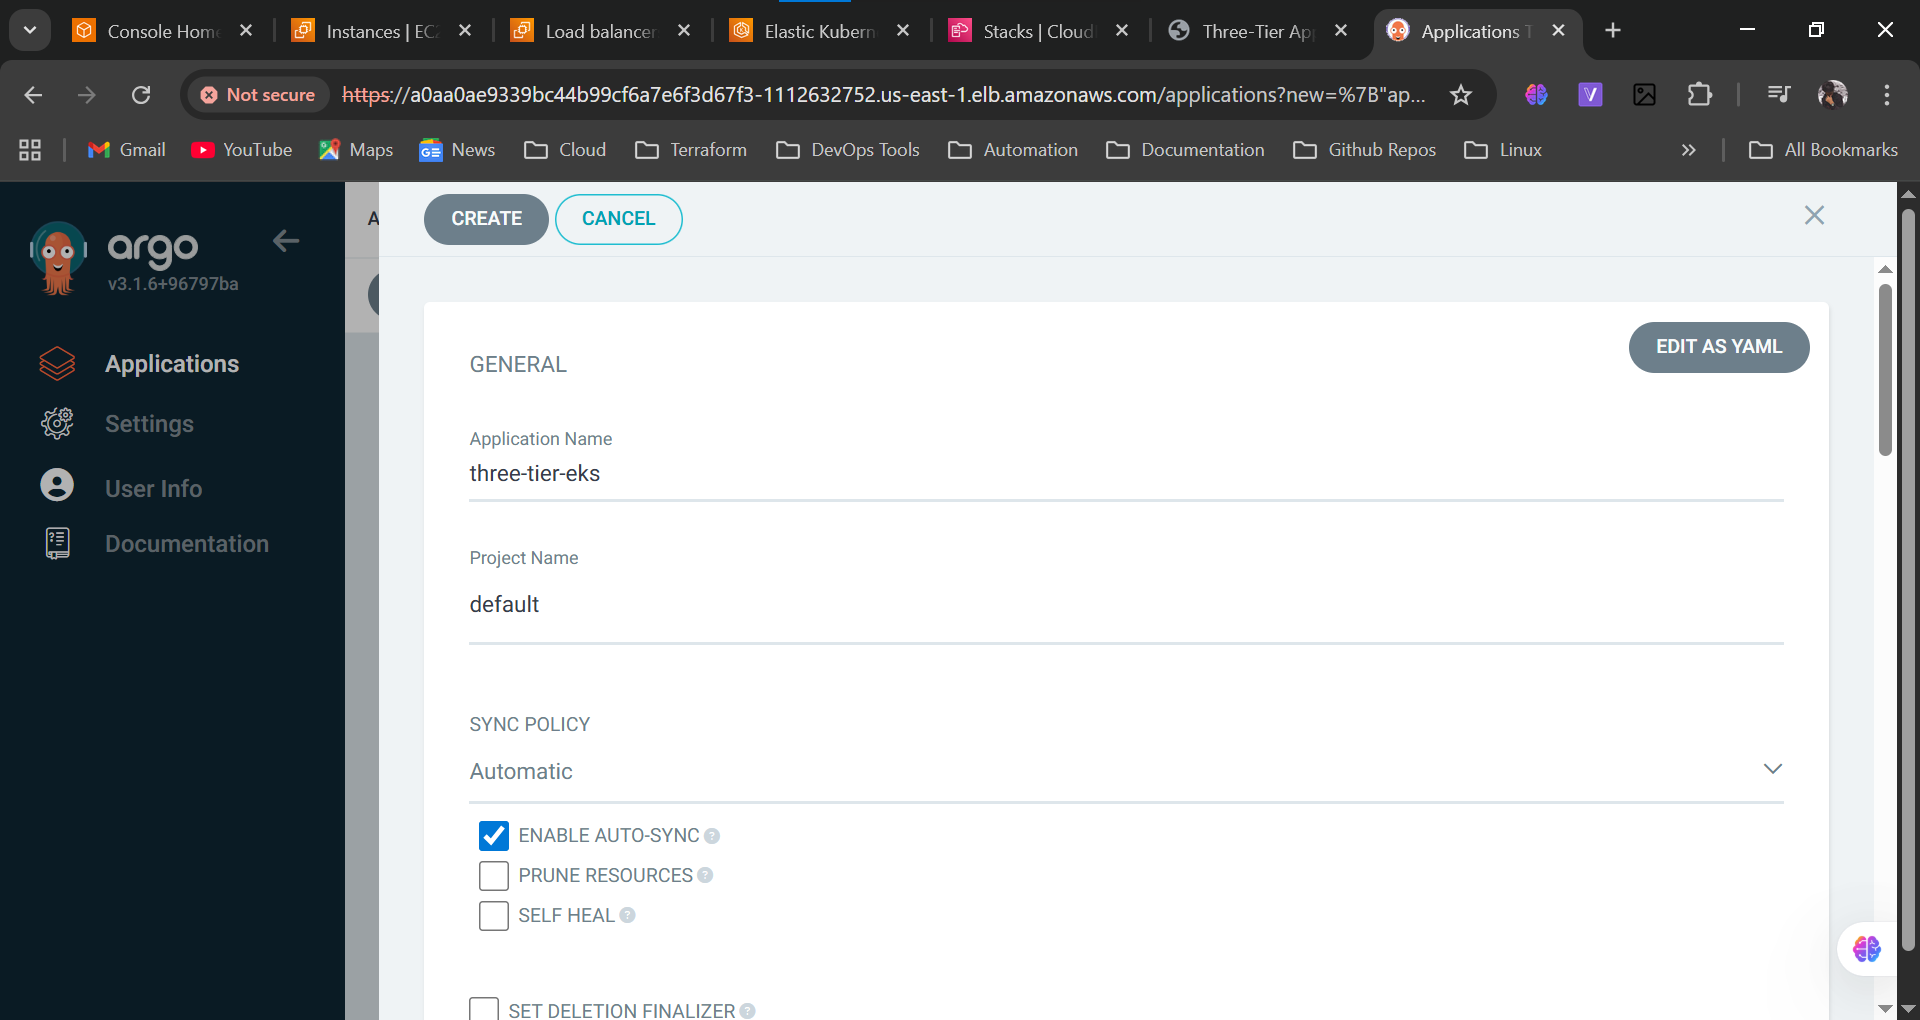 Console Home
Instances | EC2
Load balancer
Elastic Kubern
Stacks | Cloud
Three-Tier Ap
Applications T
Not secure
https://a0aa0ae9339bc44b99cf6a7e6f3d67f3-1112632752.us-east-1.elb.amazonaws.com/applications?new=%7B"ap...
Gmail
YouTube
Maps
News
Cloud
Terraform
DevOps Tools
Automation
Documentation
Github Repos
Linux
All Bookmarks
argo
v3.1.6+96797ba
Applications
Settings
User Info
Documentation
A
CREATE
CANCEL
GENERAL
EDIT AS YAML
Application Name
three-tier-eks
Project Name
default
SYNC POLICY
Automatic
ENABLE AUTO-SYNC
PRUNE RESOURCES
SELF HEAL
SET DELETION FINALIZER